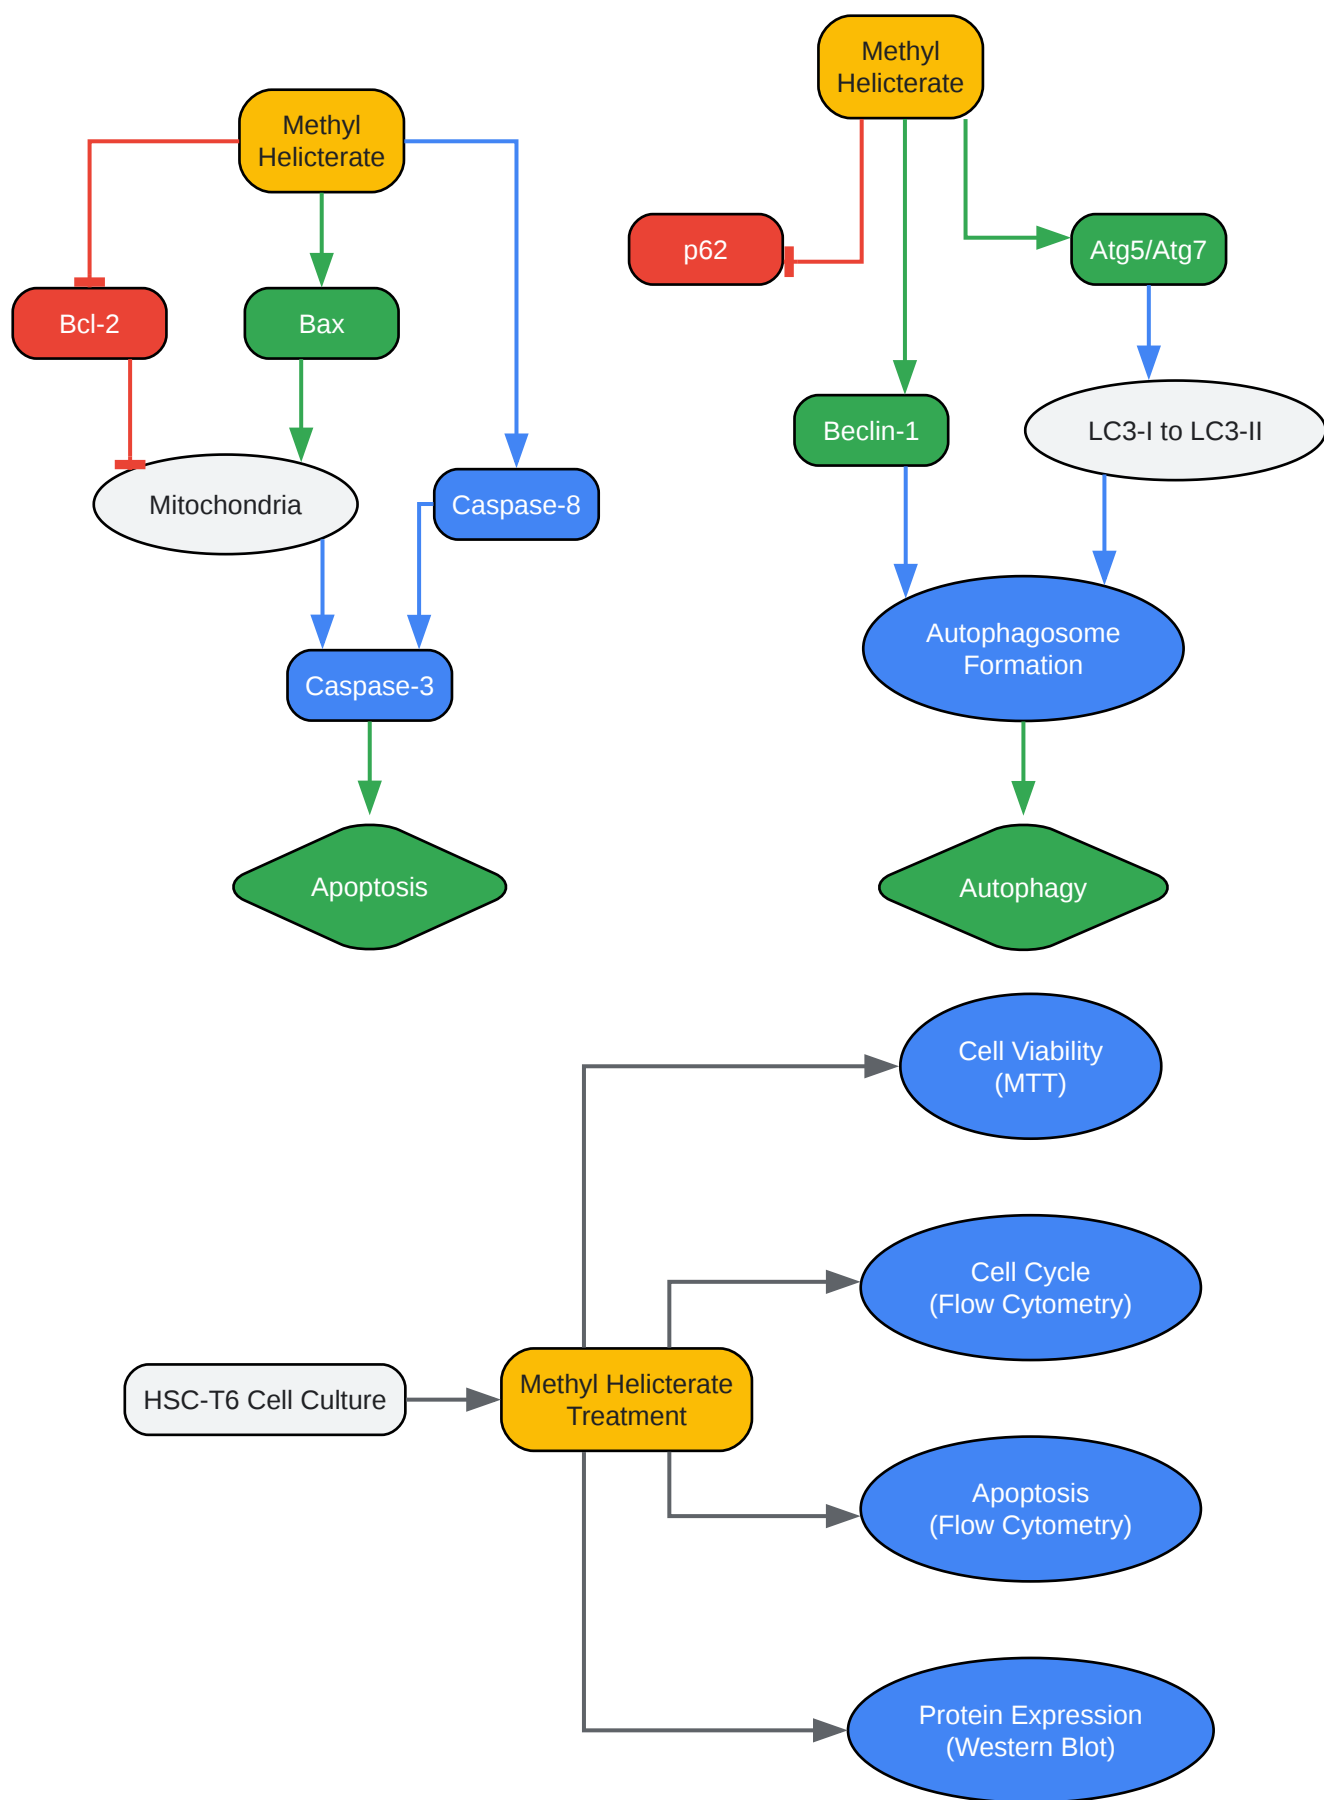 Methyl
Helicterate
Bcl-2
Bax
Mitochondria
Caspase-8
Caspase-3
Apoptosis
Methyl
Helicterate
p62
Atg5/Atg7
Beclin-1
LC3-I to LC3-II
Autophagosome
Formation
Autophagy
HSC-T6 Cell Culture
Methyl Helicterate
Treatment
Cell Viability
(MTT)
Cell Cycle
(Flow Cytometry)
Apoptosis
(Flow Cytometry)
Protein Expression
(Western Blot)